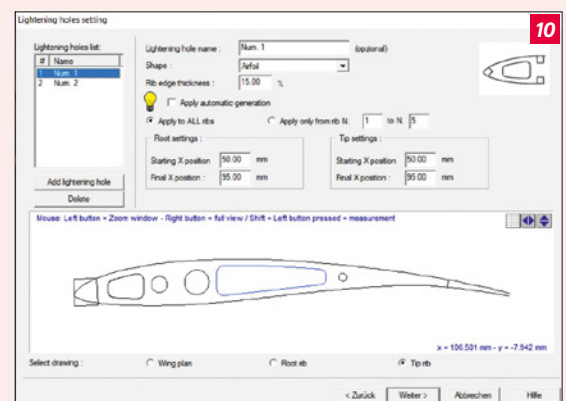 Lightening holes setting
10
Lightening holes list:
# Name
1 Num. 1
2 Num. 2
Add lightening hole
Delete
Lightening hole name : Num. 1 (opzional)
Shape : Airfoil
Rib edge thickness : 15.00 %
Apply automatic generation
Apply to ALL ribs
Apply only from rib N. 1 to N. 5
Root settings :
Starting X position 50.00 mm
Final X position : 95.00 mm
Tip settings :
Starting X position 50.00 mm
Final X position : 95.00 mm
Mouse: Left button = Zoom window - Right button = full view / Shift + Left button pressed = measurement
x = 106.501 mm - y = -7.942 mm
Select drawing :
Wing plan
Root rib
Tip rib
< Zurück
Weiter >
Abbrechen
Hilfe